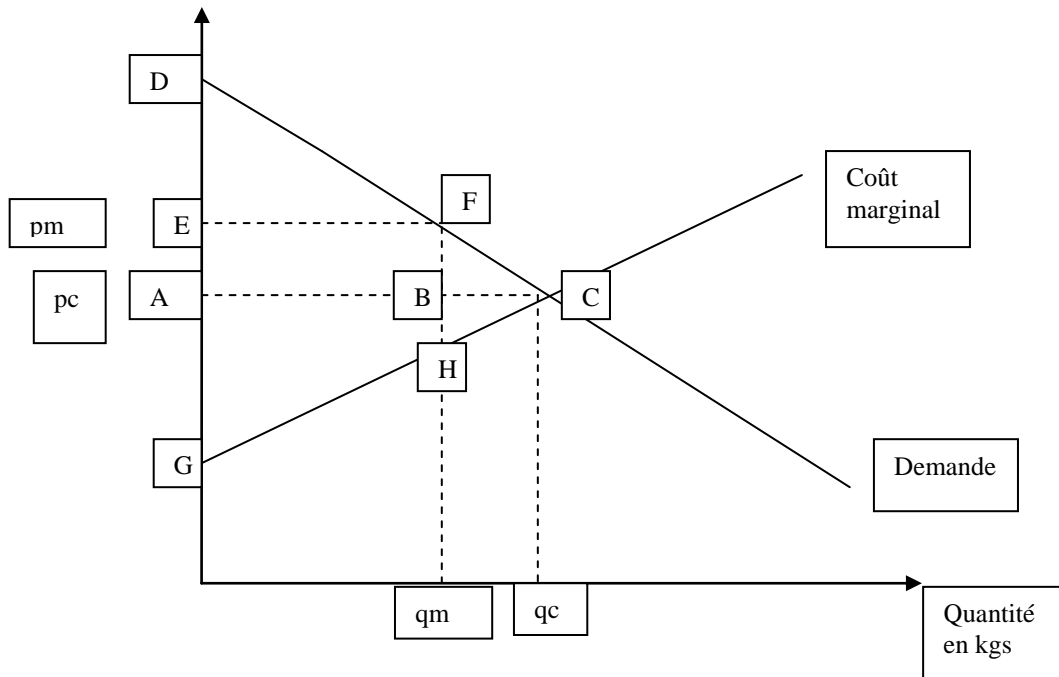 D
Coût
marginal
F
pm
E
pc
A
B
C
H
G
Demande
qm
qc
Quantité
en kgs